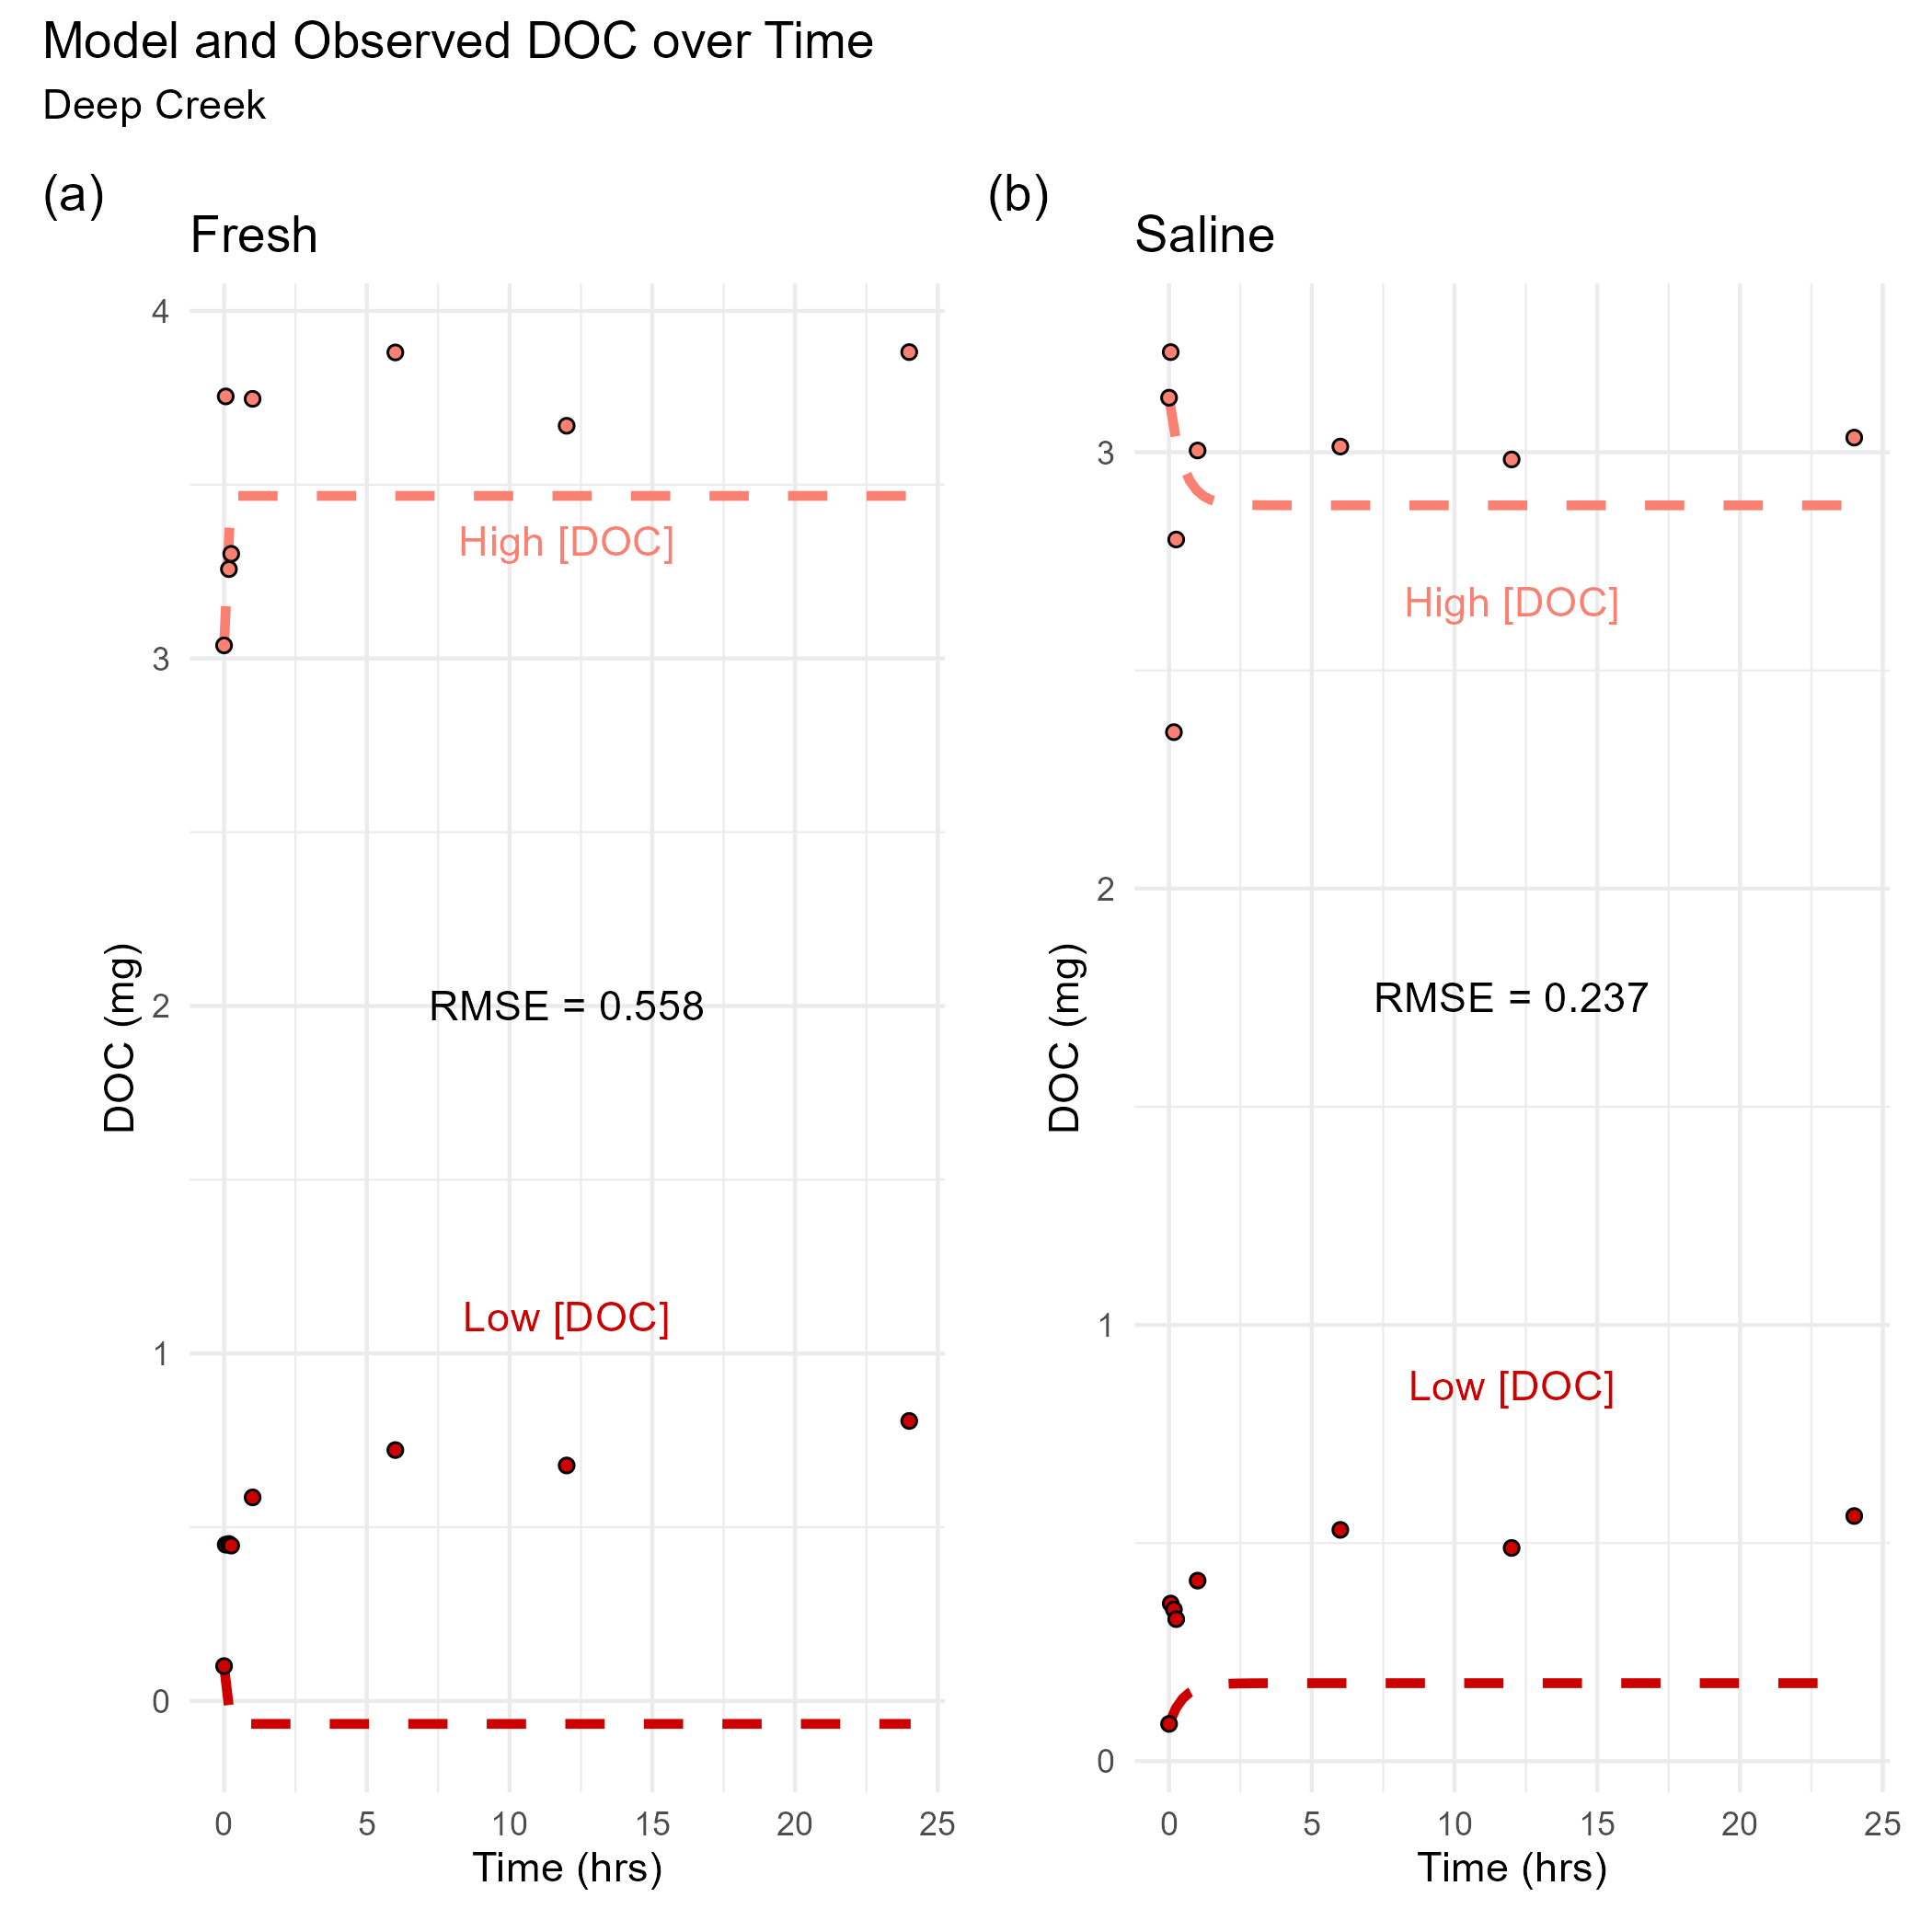 Model and Observed DOC over Time
Deep Creek
(a)
Fresh
4
3
2
1
0
DOC (mg)
High [DOC]
RMSE = 0.558
Low [DOC]
0 5 10 15 20 25
Time (hrs)
(b)
Saline
3
2
1
0
DOC (mg)
High [DOC]
RMSE = 0.237
Low [DOC]
0 5 10 15 20 25
Time (hrs)